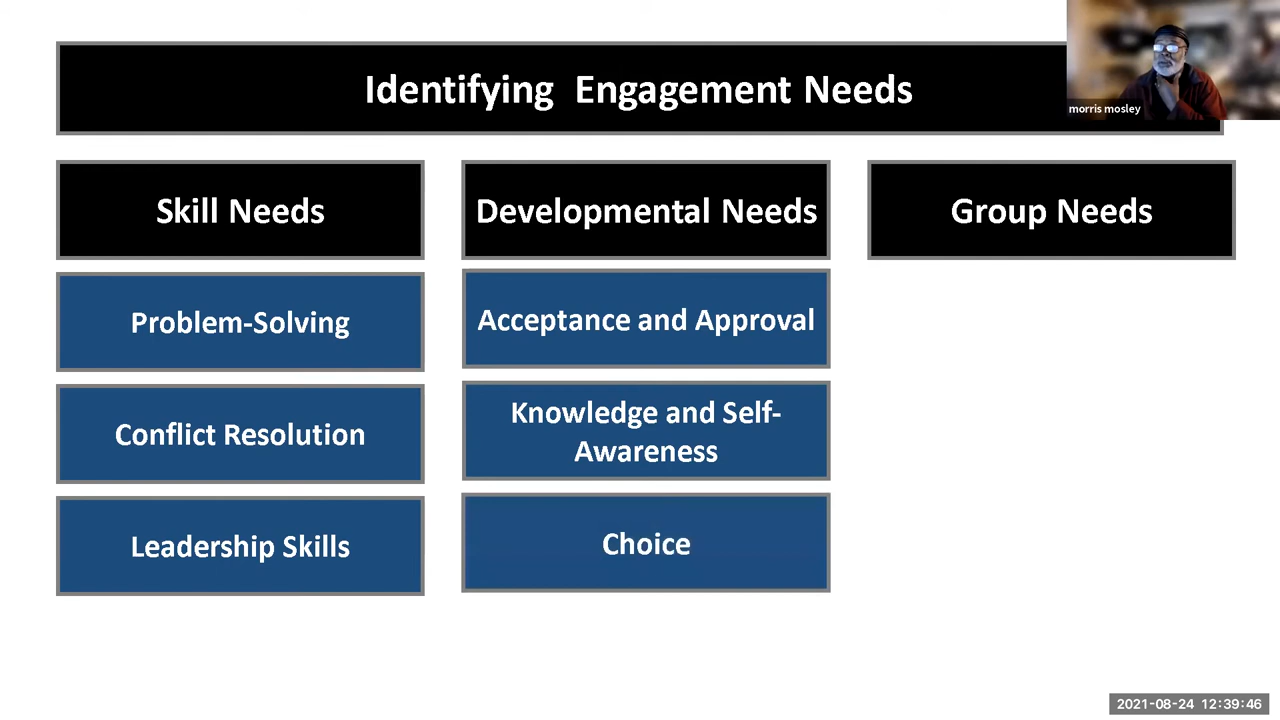 Identifying Engagement Needs
morris mosley
Skill Needs
Developmental Needs
Group Needs
Problem-Solving
Acceptance and Approval
Conflict Resolution
Knowledge and Self-
Awareness
Leadership Skills
Choice
2021-08-24 12:39:46